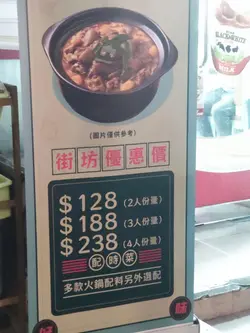 (圖片僅供參考)
街坊優惠價
$128 (2人份量)
$188 (3人份量)
$238 (4人份量)
配時菜
多款火鍋配料另外選配
BLACKMERRY